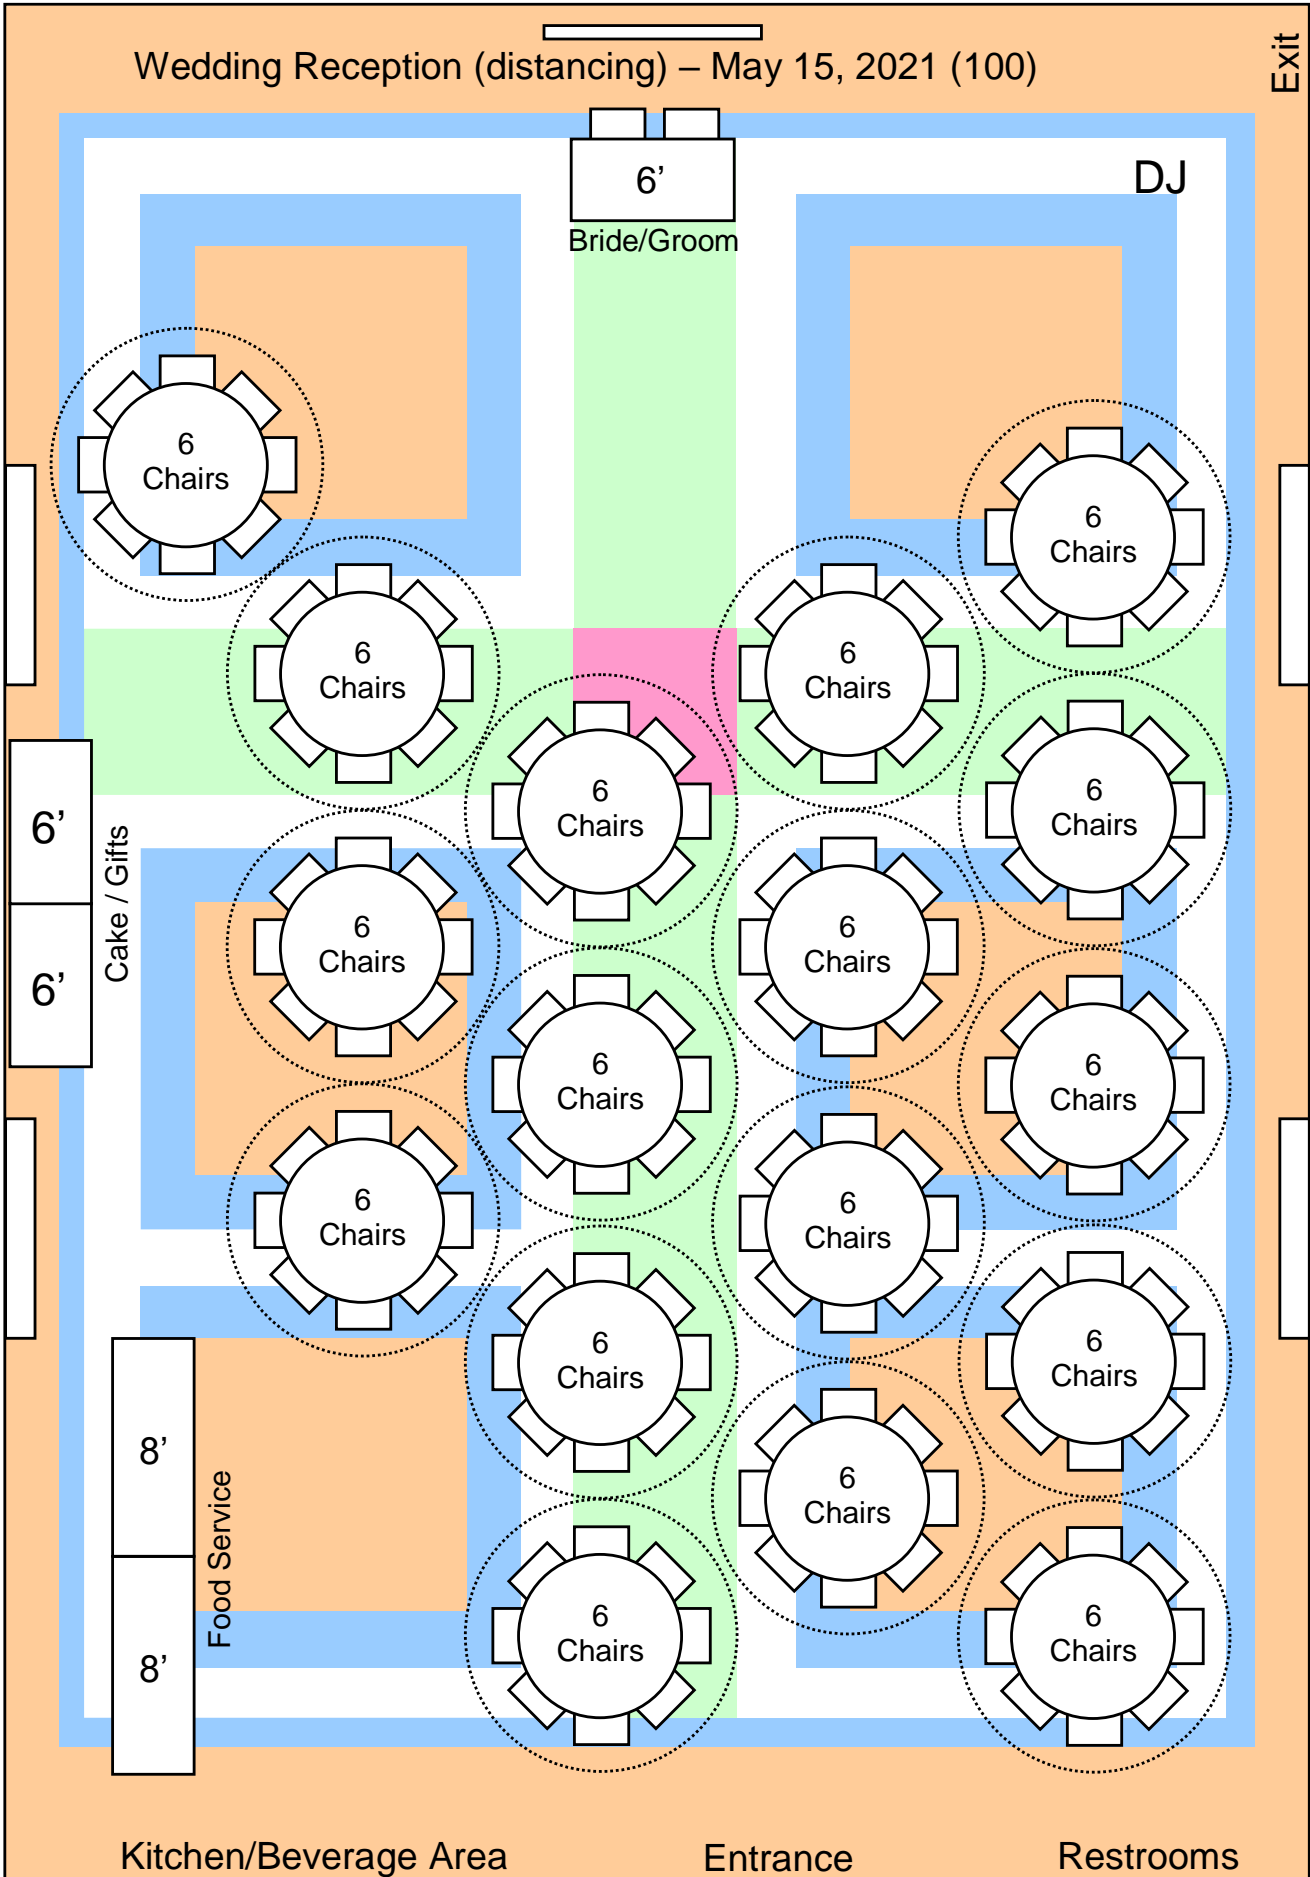 Wedding Reception (distancing) – May 15, 2021 (100)
Exit
6’
DJ
Bride/Groom
6
Chairs
6
Chairs
6
Chairs
6
Chairs
6
Chairs
6
Chairs
6’
6’
Cake / Gifts
6
Chairs
6
Chairs
6
Chairs
6
Chairs
6
Chairs
6
Chairs
6
Chairs
6
Chairs
8’
8’
Food Service
6
Chairs
6
Chairs
6
Chairs
Kitchen/Beverage Area
Entrance
Restrooms